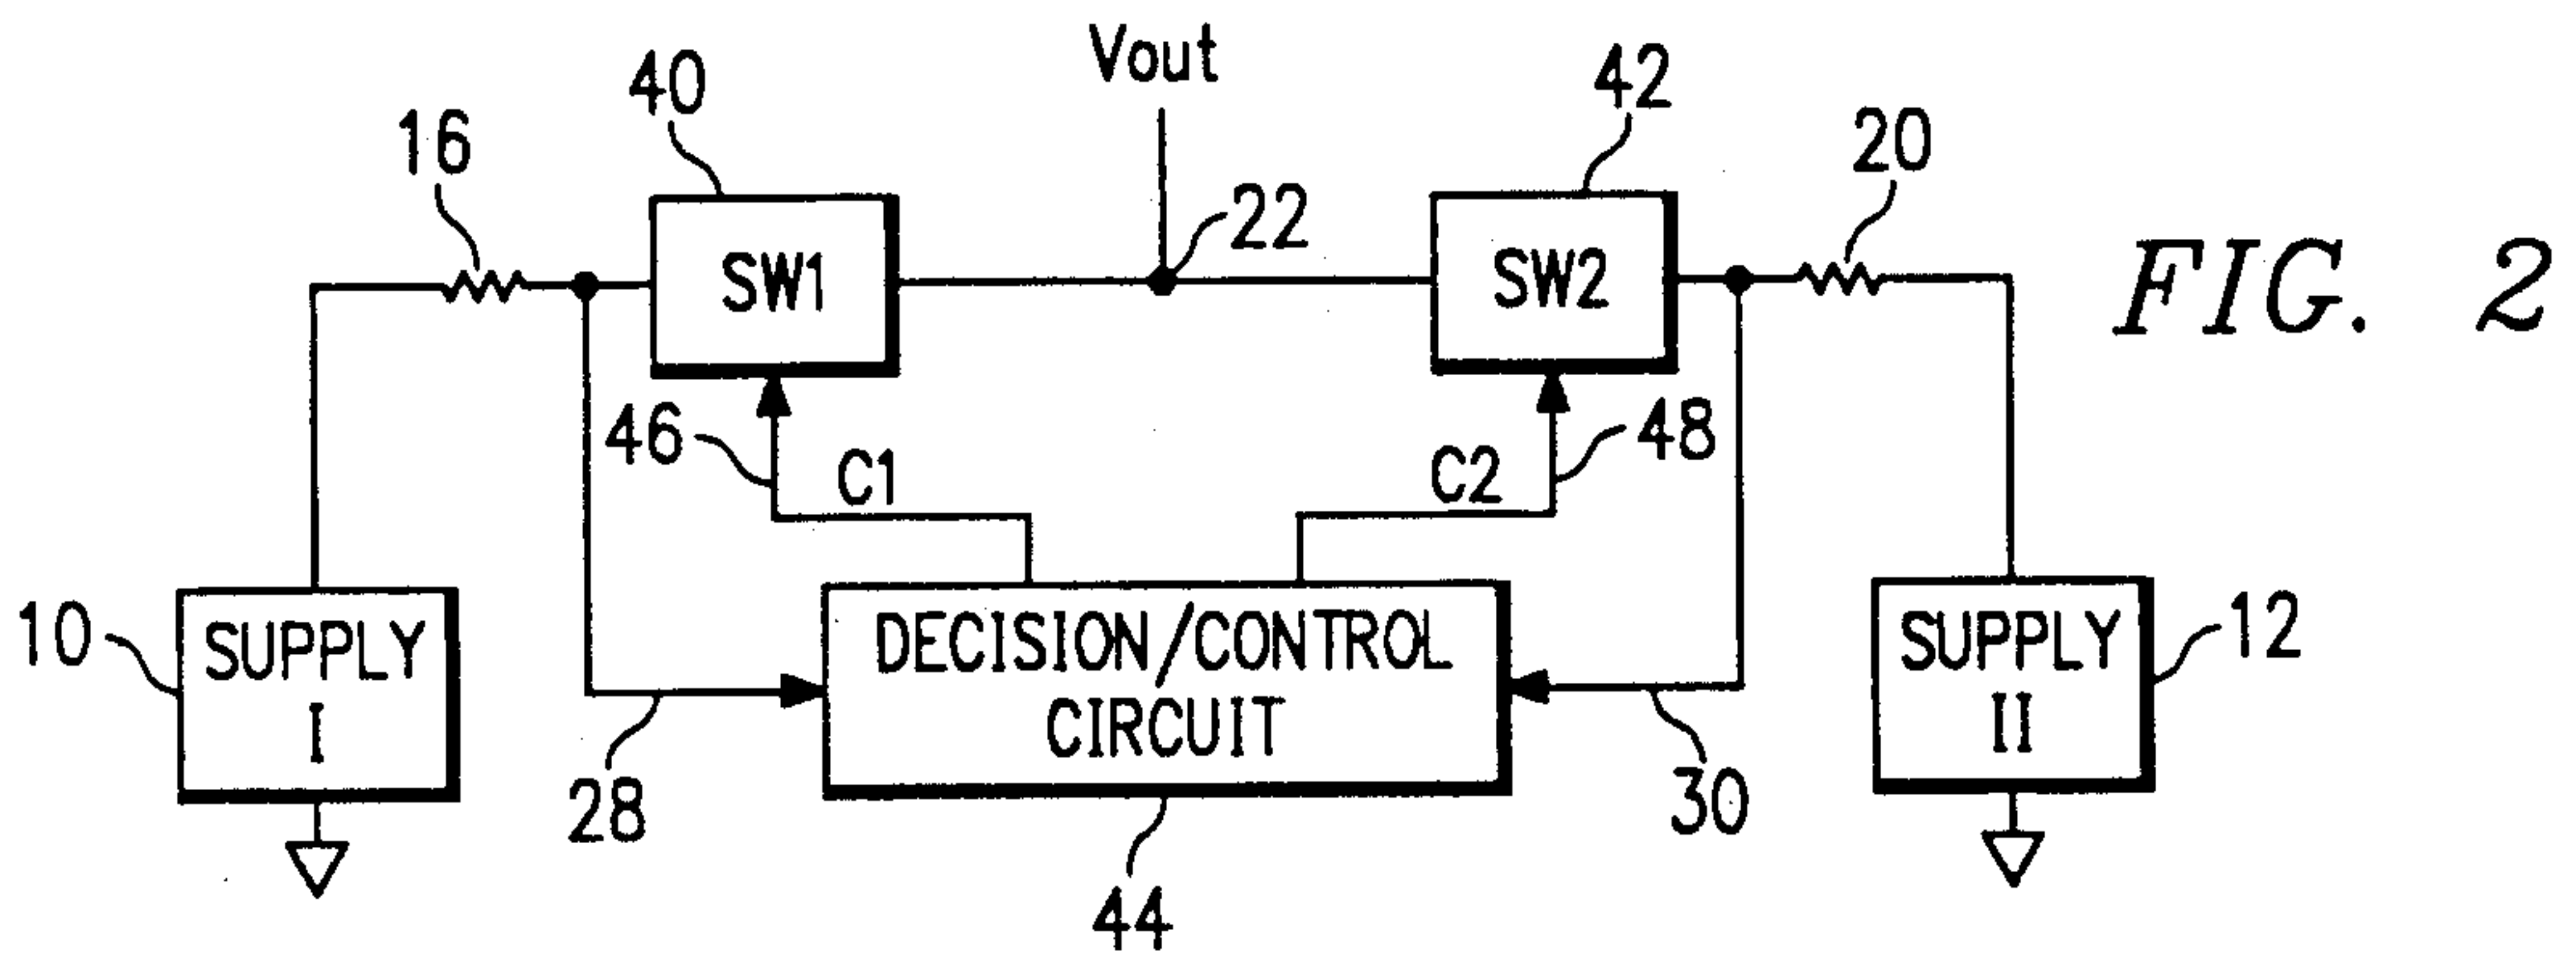 Vout
40
42
16
20
22
SW1
SW2
FIG. 2
46
C1
C2
48
10
SUPPLY
I
DECISION/CONTROL
CIRCUIT
SUPPLY
II
12
28
30
44